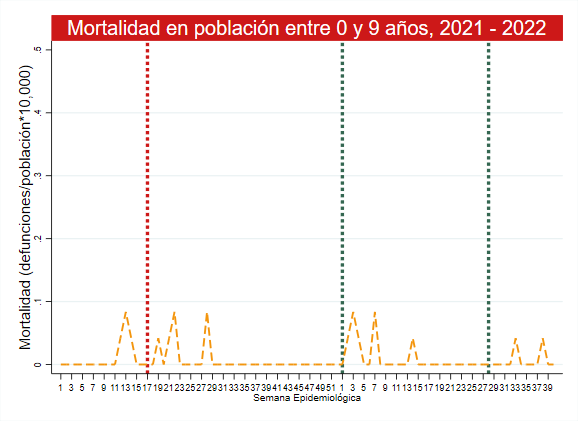 Mortalidad en población entre 0 y 9 años, 2021 - 2022
Mortalidad (defunciones/población*10,000)
.5
.4
.3
.2
.1
0
1 3 5 7 9 11 13 15 17 19 21 23 25 27 29 31 33 35 37 39 41 43 45 47 49 51 1 3 5 7 9 11 13 15 17 19 21 23 25 27 29 31 33 35 37 39
Semana Epidemiológica